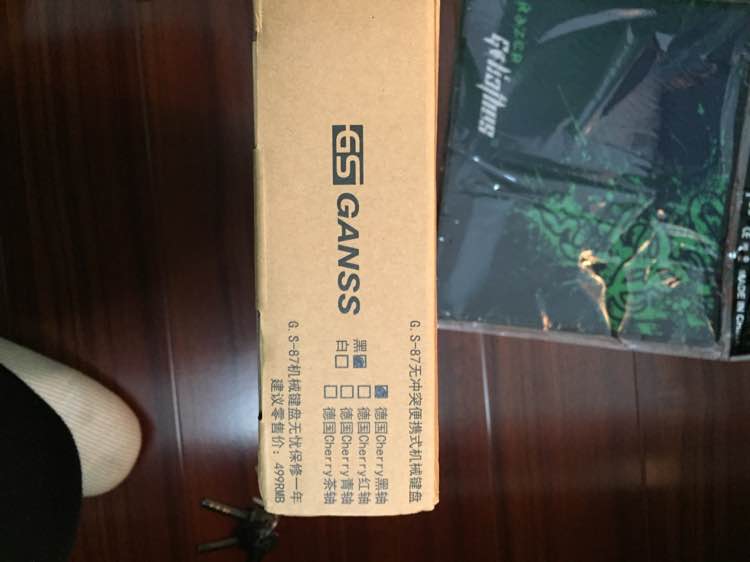 GS GANSS
G.S-87无冲突便携式机械键盘
德国Cherry黑轴
德国Cherry红轴
德国Cherry青轴
德国Cherry茶轴
黑
白
G.S-87机械键盘无忧保修一年
建议零售价：499RMB
RAZER
Goliathus